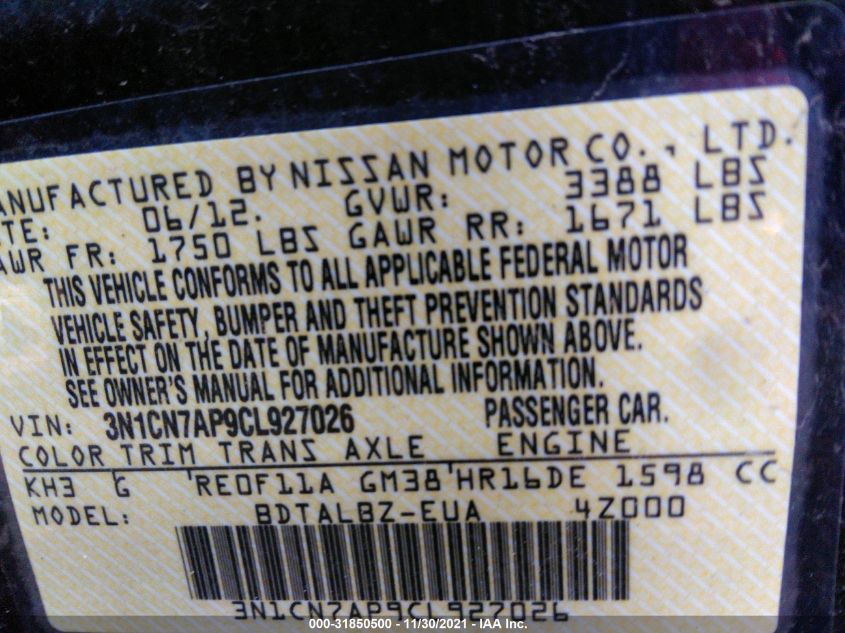 ANUFACTURED BY NISSAN MOTOR CO., LTD.
TE: 06/12. GVWR: 3388 LBS
AWR FR: 1750 LBS GAWR RR: 1671 LBS
THIS VEHICLE CONFORMS TO ALL APPLICABLE FEDERAL MOTOR
VEHICLE SAFETY, BUMPER AND THEFT PREVENTION STANDARDS
IN EFFECT ON THE DATE OF MANUFACTURE SHOWN ABOVE.
SEE OWNER'S MANUAL FOR ADDITIONAL INFORMATION.
VIN: 3N1CN7AP9CL927026 PASSENGER CAR.
COLOR TRIM TRANS AXLE ENGINE
KH3 G RE0F11A GM38 HR16DE 1598 CC
MODEL: BDTALBZ-EUA 4Z000
3N1CN7AP9CL927026
000-31850500 - 11/30/2021 - IAA Inc.